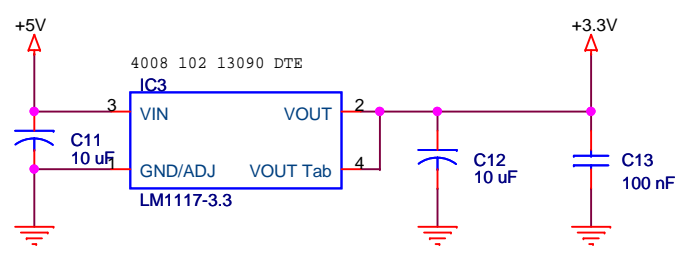 +5V
+3.3V
4008 102 13090 DTE
IC3
3
VIN
VOUT
2
C11
10 uF
1
GND/ADJ
VOUT Tab
4
C12
10 uF
C13
100 nF
LM1117-3.3